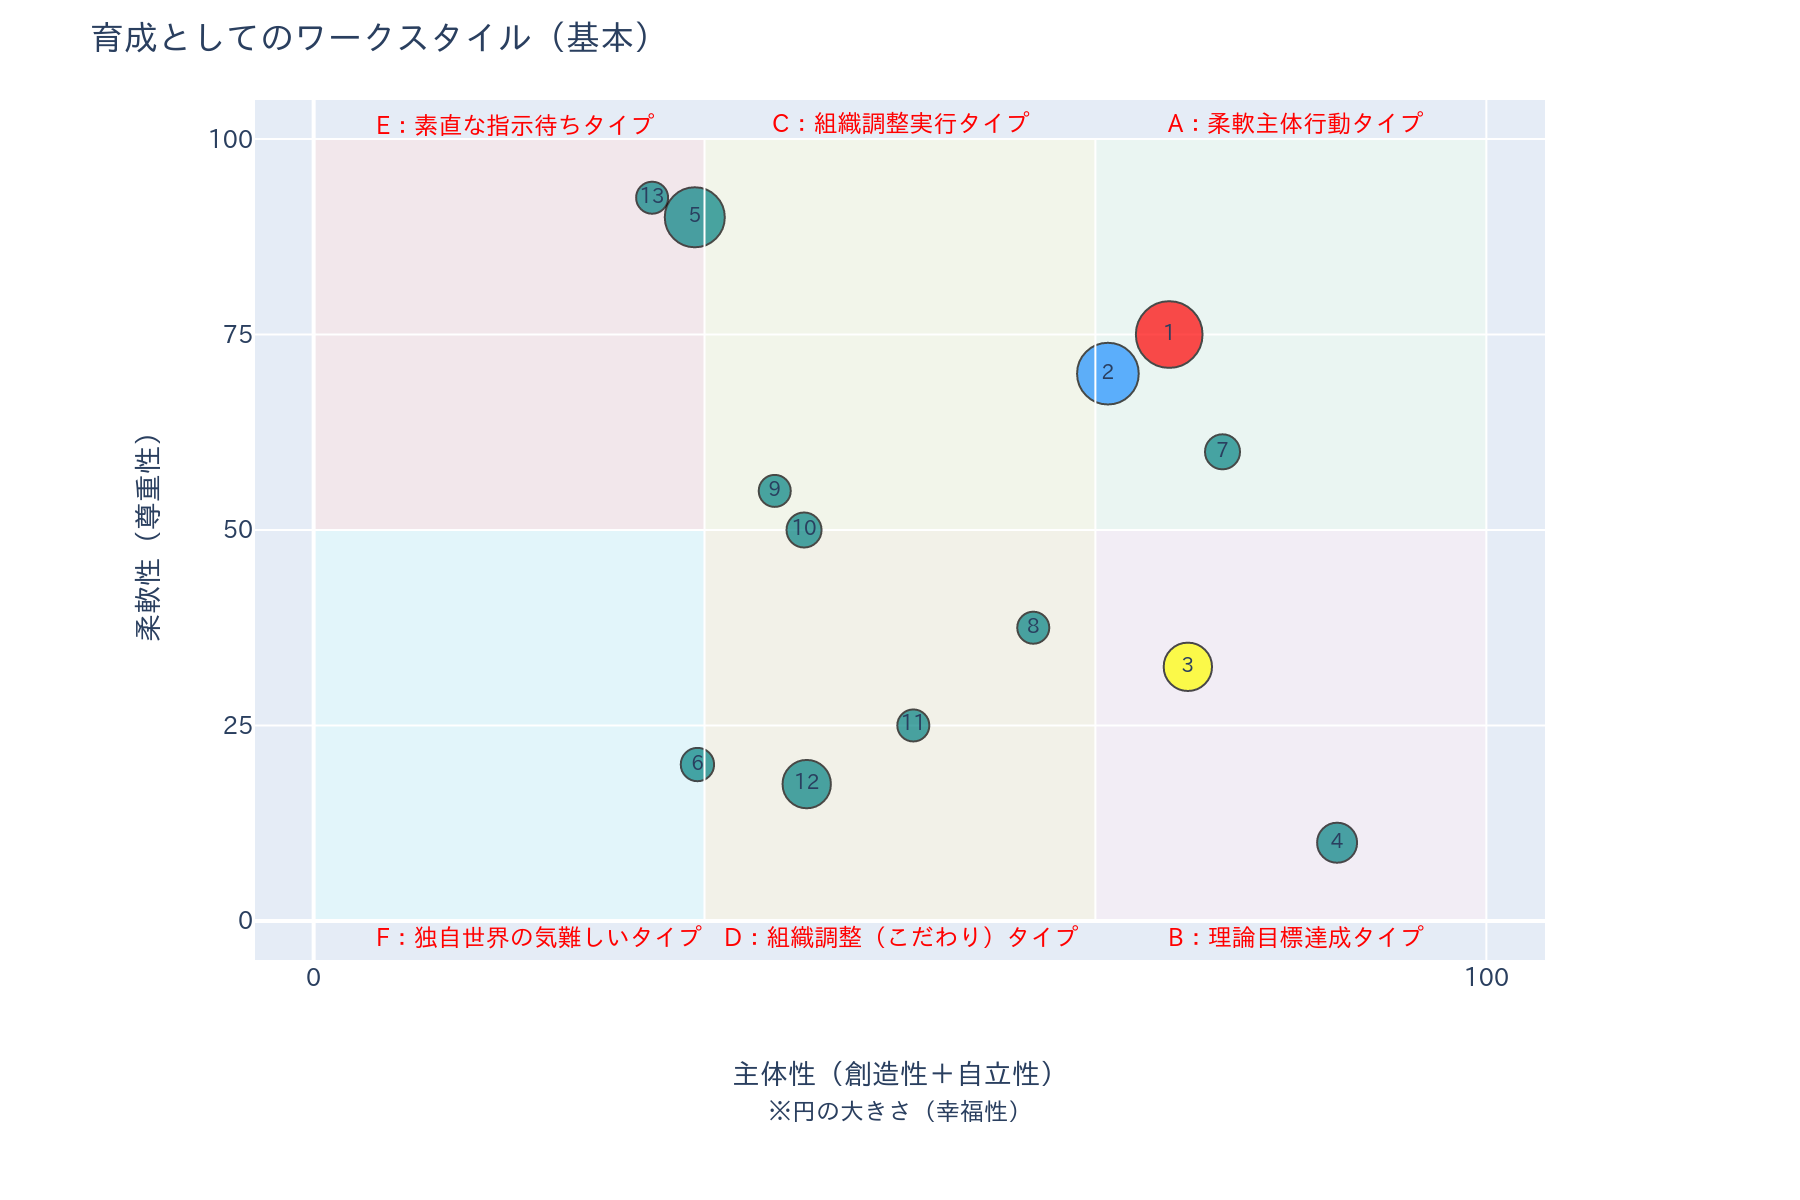 育成としてのワークスタイル（基本）
E：素直な指示待ちタイプ
C：組織調整実行タイプ
A：柔軟主体行動タイプ
100
13
5
75
1
2
7
9
50
10
8
3
25
11
6
12
4
0
F：独自世界の気難しいタイプ
D：組織調整（こだわり）タイプ
B：理論目標達成タイプ
0
100
柔軟性（尊重性）
主体性（創造性＋自立性）
※円の大きさ（幸福性）